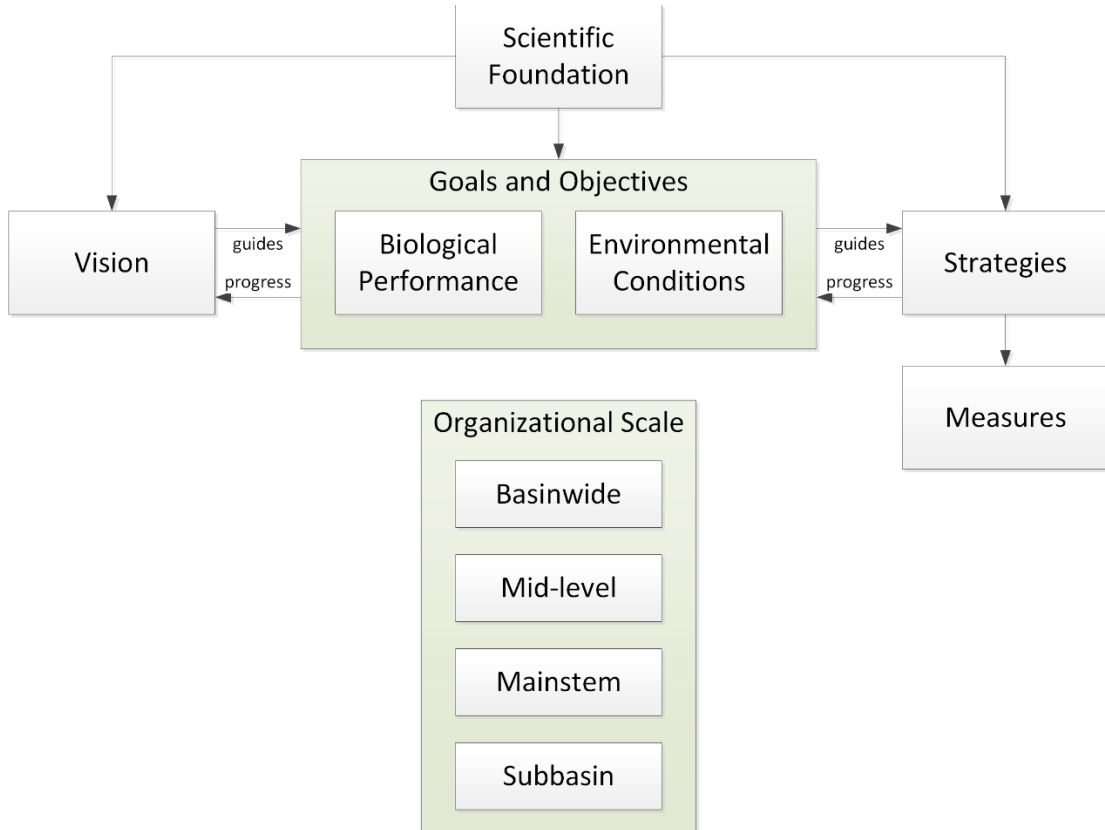 Scientific
Foundation
Goals and Objectives
Vision
guides
progress
Biological
Performance
Environmental
Conditions
guides
progress
Strategies
Measures
Organizational Scale
Basinwide
Mid-level
Mainstem
Subbasin